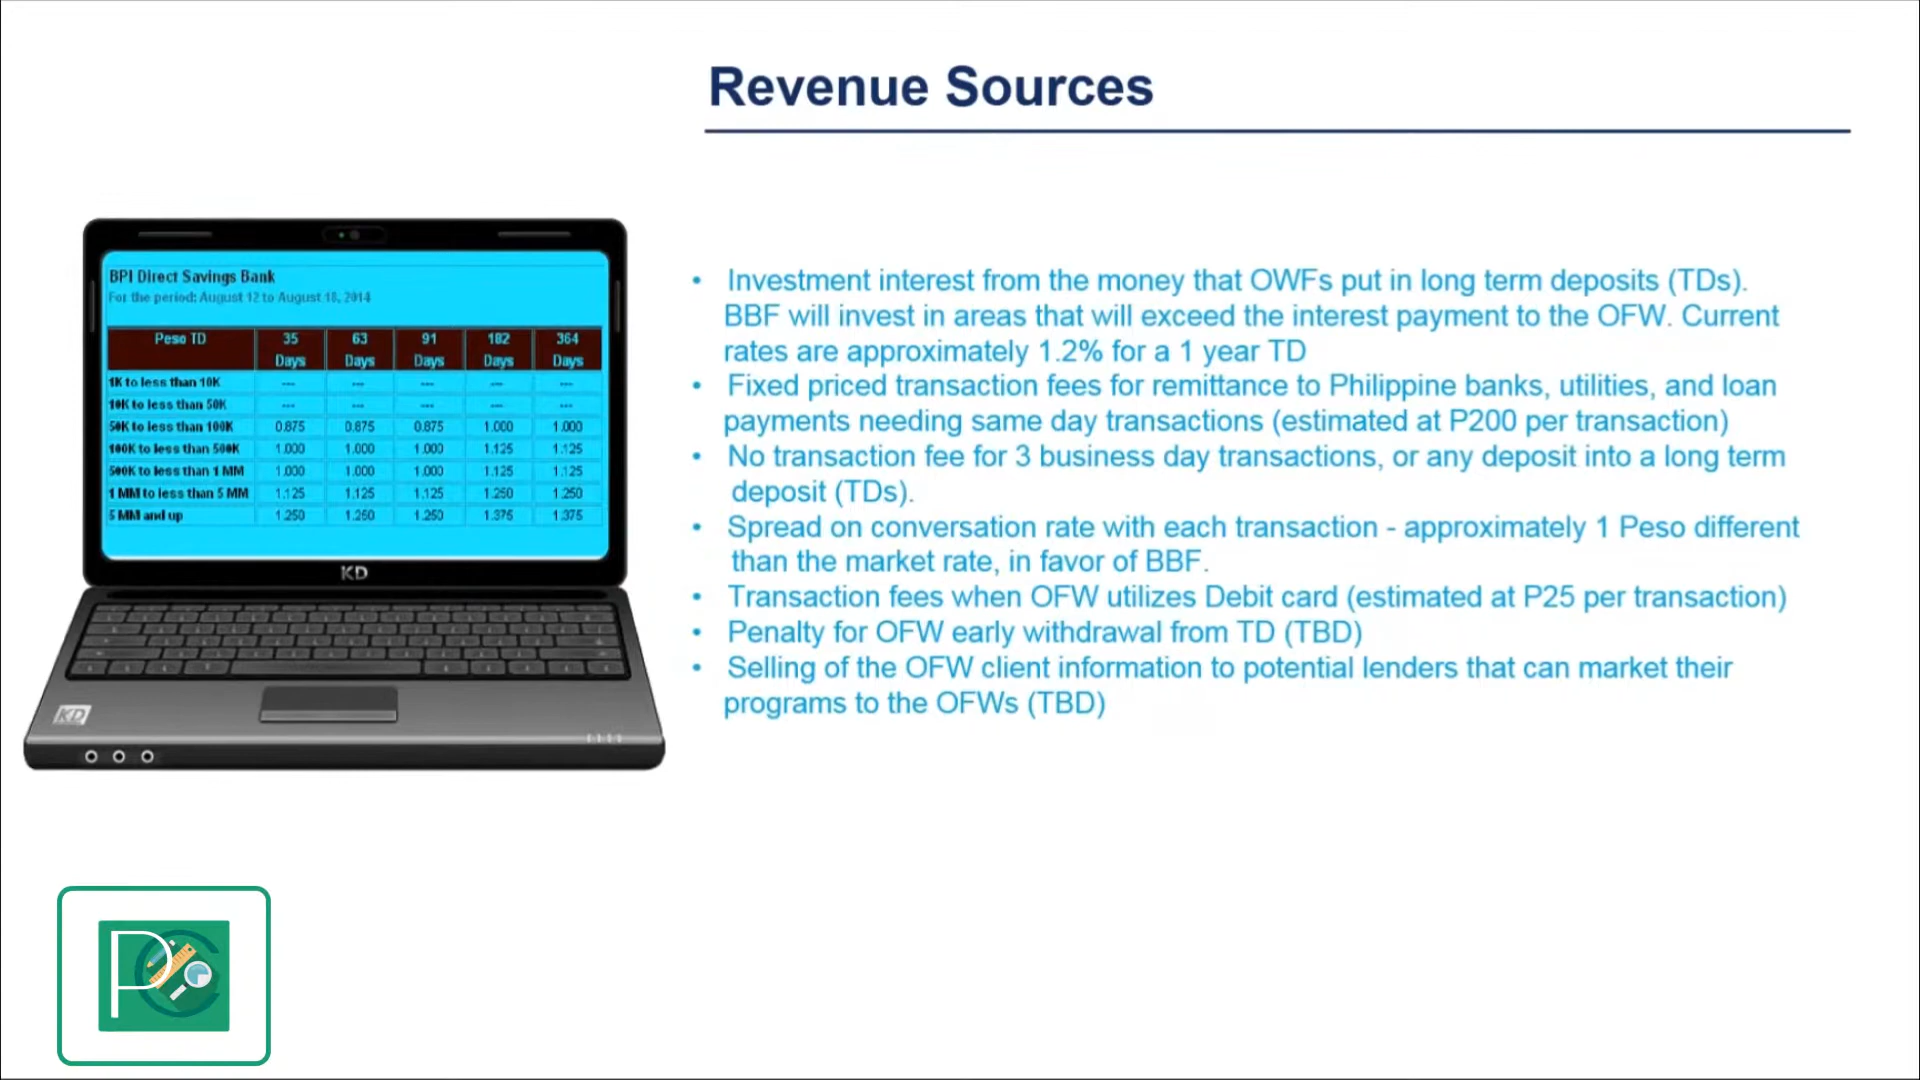 Revenue Sources
BPI Direct Savings Bank
For the period: August 12 to August 18, 2014
Peso TD 35 Days 63 Days 91 Days 182 Days 364 Days
1K to less than 10K --- --- --- --- ---
10K to less than 50K --- --- --- --- ---
50K to less than 100K 0.875 0.875 0.875 1.000 1.000
100K to less than 500K 1.000 1.000 1.000 1.125 1.125
500K to less than 1 MM 1.000 1.000 1.000 1.125 1.125
1 MM to less than 5 MM 1.125 1.125 1.125 1.250 1.250
5 MM and up 1.250 1.250 1.250 1.375 1.375
KD
KD
• Investment interest from the money that OWFs put in long term deposits (TDs).
BBF will invest in areas that will exceed the interest payment to the OFW. Current
rates are approximately 1.2% for a 1 year TD
• Fixed priced transaction fees for remittance to Philippine banks, utilities, and loan
payments needing same day transactions (estimated at P200 per transaction)
• No transaction fee for 3 business day transactions, or any deposit into a long term
deposit (TDs).
• Spread on conversation rate with each transaction - approximately 1 Peso different
than the market rate, in favor of BBF.
• Transaction fees when OFW utilizes Debit card (estimated at P25 per transaction)
• Penalty for OFW early withdrawal from TD (TBD)
• Selling of the OFW client information to potential lenders that can market their
programs to the OFWs (TBD)
PC